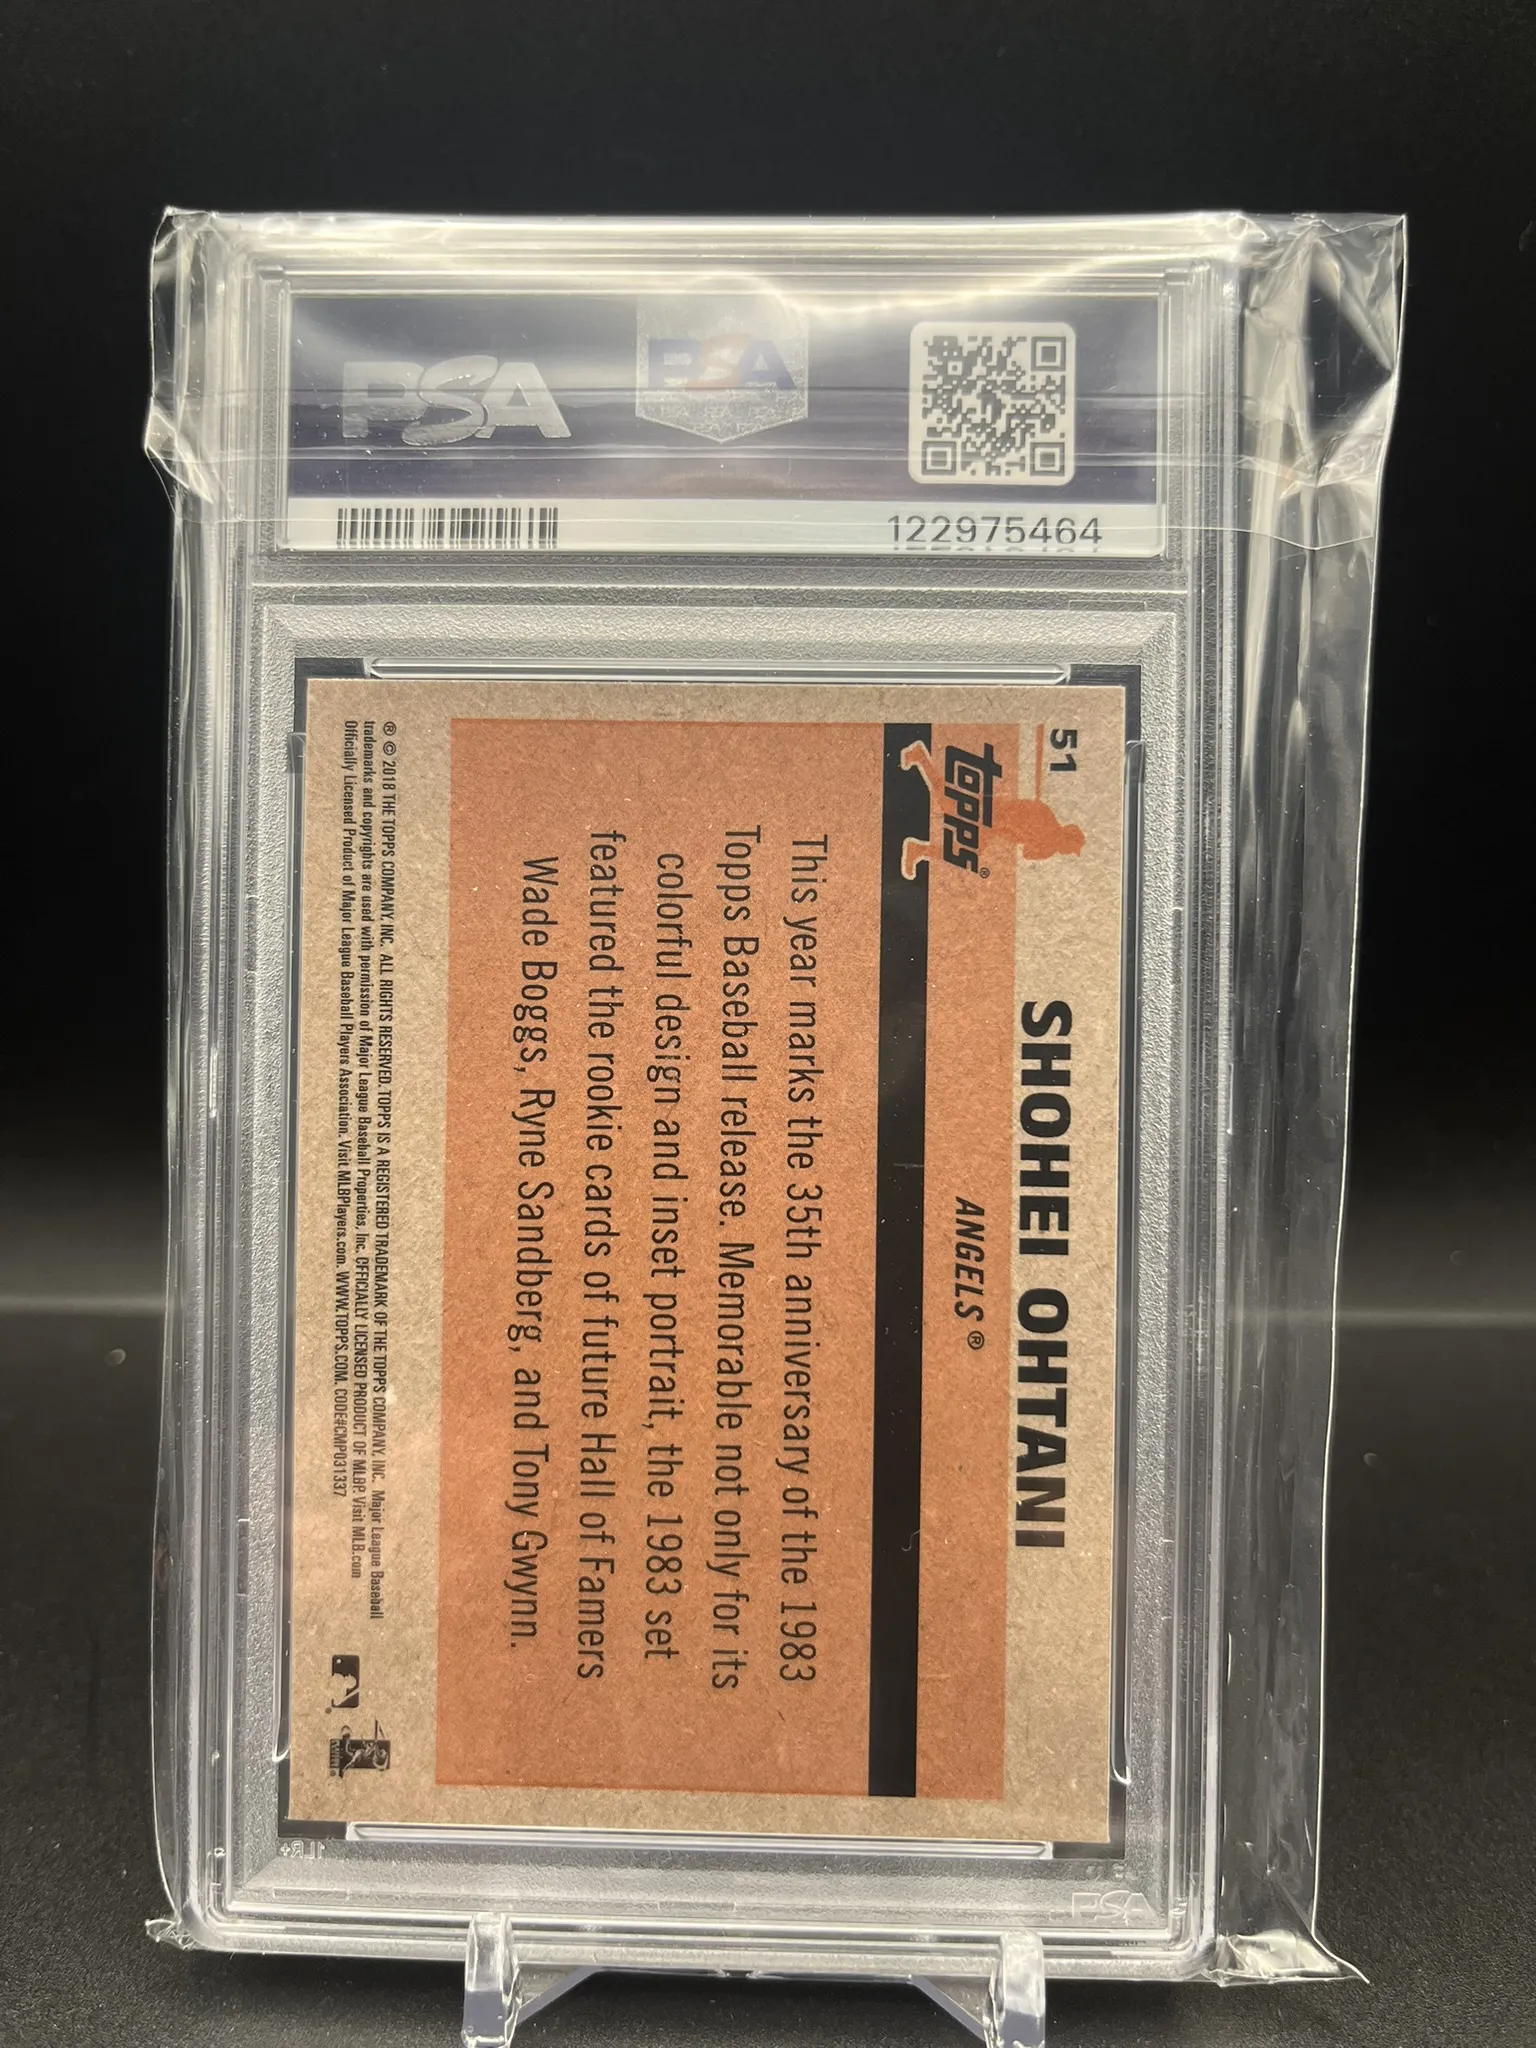 PSA
PSA
122975464
51
topps®
SHOHEI OHTANI
ANGELS®
This year marks the 35th anniversary of the 1983
Topps Baseball release. Memorable not only for its
colorful design and inset portrait, the 1983 set
featured the rookie cards of future Hall of Famers
Wade Boggs, Ryne Sandberg, and Tony Gwynn.
® © 2018 THE TOPPS COMPANY, INC. ALL RIGHTS RESERVED. TOPPS IS A REGISTERED TRADEMARK OF THE TOPPS COMPANY, INC. Major League Baseball
trademarks and copyrights are used with permission of Major League Baseball Properties, Inc. OFFICIALLY LICENSED PRODUCT OF MLBP. Visit MLB.com
Officially Licensed Product of Major League Baseball Players Association. Visit MLBPlayers.com. WWW.TOPPS.COM. CODE#CMP031337
1LR+
PSA